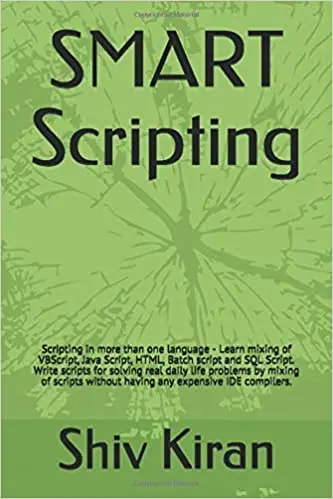 SMART
Scripting
Scripting in more than one language - Learn mixing of
VBScript, Java Script, HTML, Batch script and SQL Script.
Write scripts for solving real daily life problems by mixing
of scripts without having any expensive IDE compilers.
Shiv Kiran